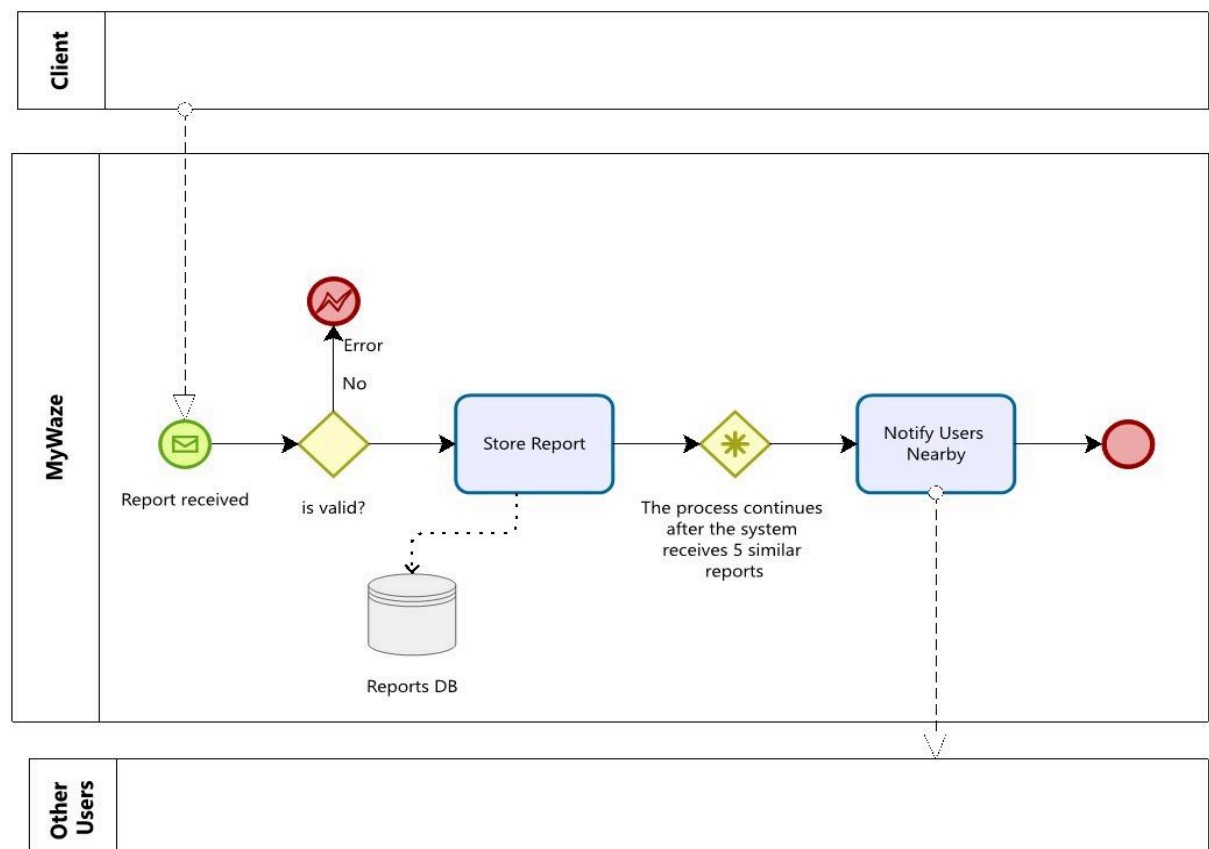 Client
MyWaze
Error
No
Store Report
Notify Users
Nearby
Report received
is valid?
The process continues
after the system
receives 5 similar
reports
Reports DB
Other
Users